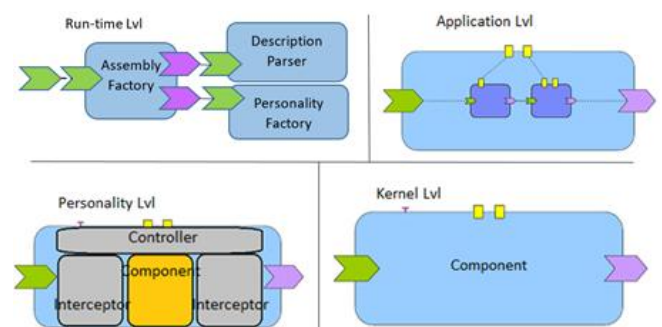 Run-time Lvl
Assembly
Factory
Description
Parser
Personality
Factory
Application Lvl
Personality Lvl
Controller
Component
Interceptor
Interceptor
Kernel Lvl
Component